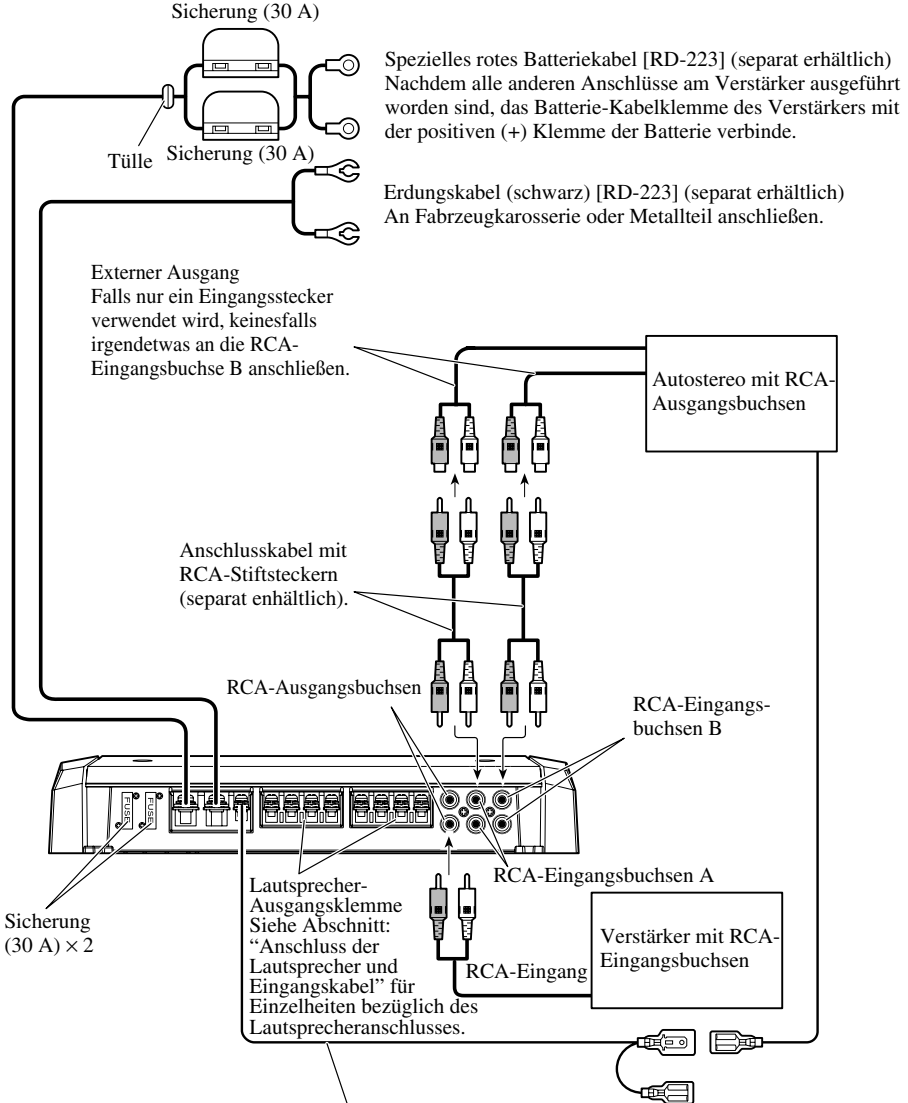 Sicherung (30 A)
Spezielles rotes Batteriekabel [RD-223] (separat erhältlich)
Nachdem alle anderen Anschlüsse am Verstärker ausgeführt
worden sind, das Batterie-Kabelklemme des Verstärkers mit
der positiven (+) Klemme der Batterie verbinde.
Tülle
Sicherung (30 A)
Erdungskabel (schwarz) [RD-223] (separat erhältlich)
An Fabrzeugkarosserie oder Metallteil anschließen.
Externer Ausgang
Falls nur ein Eingangsstecker
verwendet wird, keinesfalls
irgendetwas an die RCA-
Eingangsbuchse B anschließen.
Autostereo mit RCA-
Ausgangsbuchsen
Anschlusskabel mit
RCA-Stiftsteckern
(separat enhältlich).
RCA-Ausgangsbuchsen
RCA-Eingangs-
buchsen B
FUSE
FUSE
RCA-Eingangsbuchsen A
Sicherung
(30 A) × 2
Lautsprecher-
Ausgangsklemme
Siehe Abschnitt:
“Anschluss der
Lautsprecher und
Eingangskabel” für
Einzelheiten bezüglich des
Lautsprecheranschlusses.
RCA-Eingang
Verstärker mit RCA-
Eingangsbuchsen